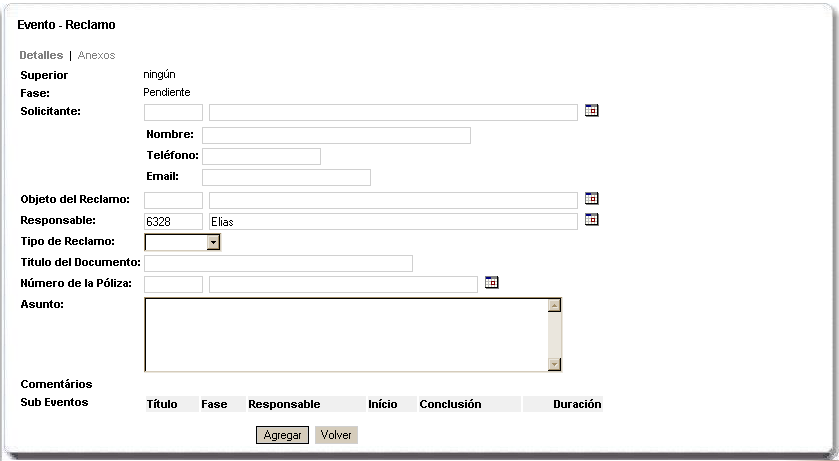 Evento - Reclamo
Detalles | Anexos
Superior ningún
Fase: Pendiente
Solicitante:
Nombre:
Teléfono:
Email:
Objeto del Reclamo:
Responsable: 6328 Elias
Tipo de Reclamo:
Titulo del Documento:
Número de la Póliza:
Asunto:
Comentários
Sub Eventos Título Fase Responsable Início Conclusión Duración
Agregar Volver